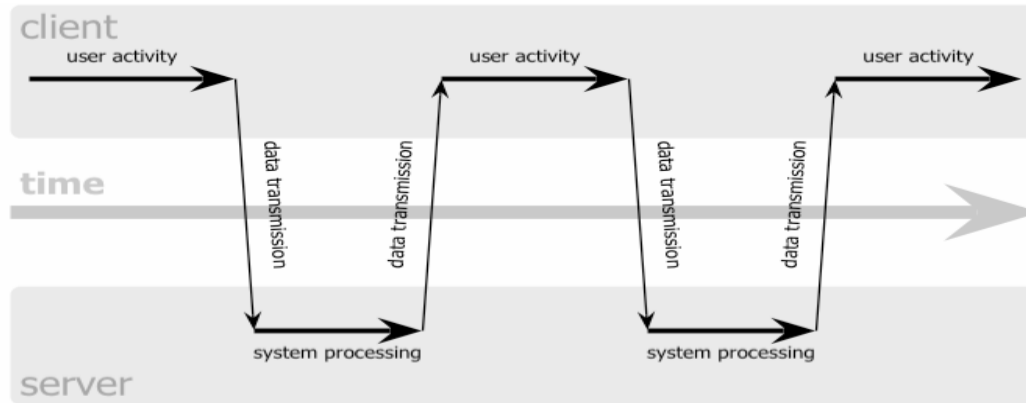 client
user activity
user activity
user activity
data transmission
data transmission
data transmission
data transmission
time
system processing
system processing
server